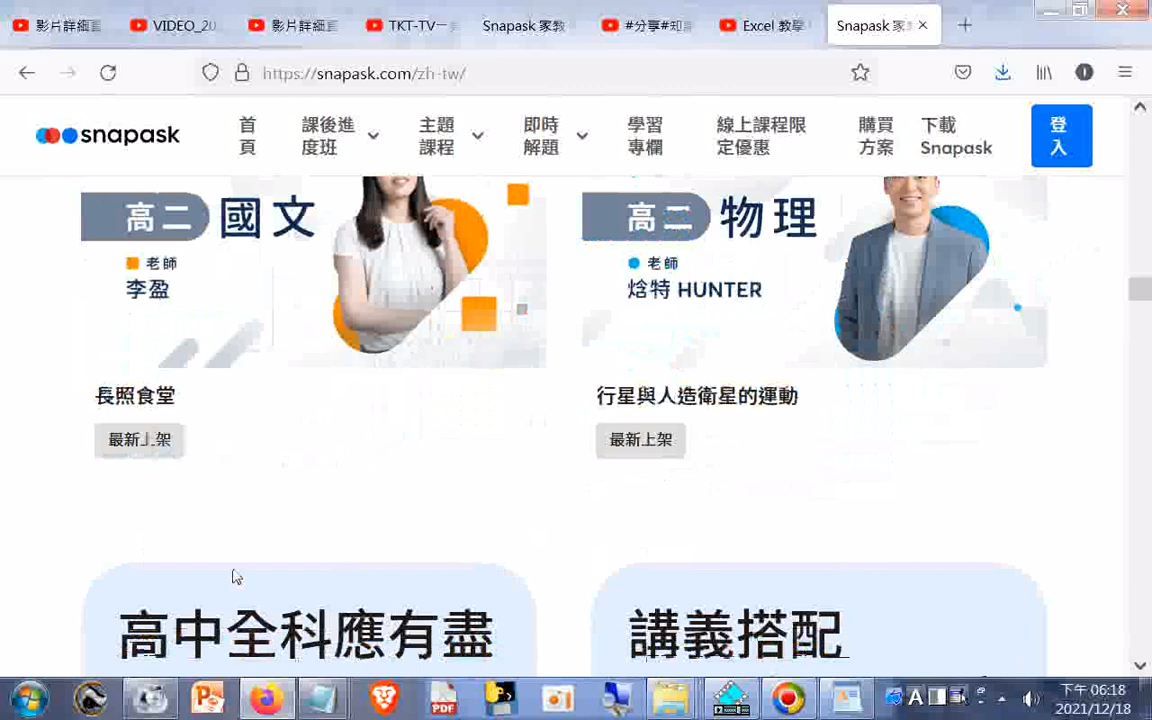 影片詳細
VIDEO_20
影片詳細
TKT-TV一
Snapask 家教
#分享#知
Excel 教學
Snapask 家
https://snapask.com/zh-tw/
snapask
首頁
課後進度班
主題課程
即時解題
學習專欄
線上課程限定優惠
購買方案
下載 Snapask
登入
高二 國文
老師
李盈
高二 物理
老師
焓特 HUNTER
長照食堂
行星與人造衛星的運動
最新上架
最新上架
高中全科應有盡
講義搭配
PDF
A
下午 06:18
2021/12/18